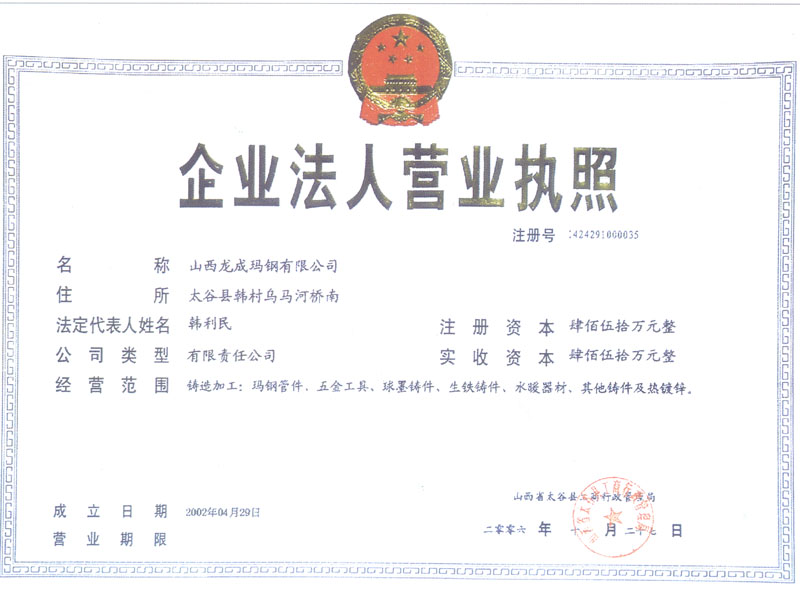 企业法人营业执照
注册号
名称 山西龙成玛钢有限公司
住所 太谷县韩村乌马河桥南
法定代表人姓名 韩利民 注册资本 肆佰伍拾万元整
公司类型 有限责任公司 实收资本 肆佰伍拾万元整
经营范围 铸造加工：玛钢管件、五金工具、球墨铸件、生铁铸件、水暖器材、其他铸件及热镀锌。
山西省太谷县工商行政管理局
成立日期 2002年04月29日
营业期限
二零零六 年 十 月 二十七 日